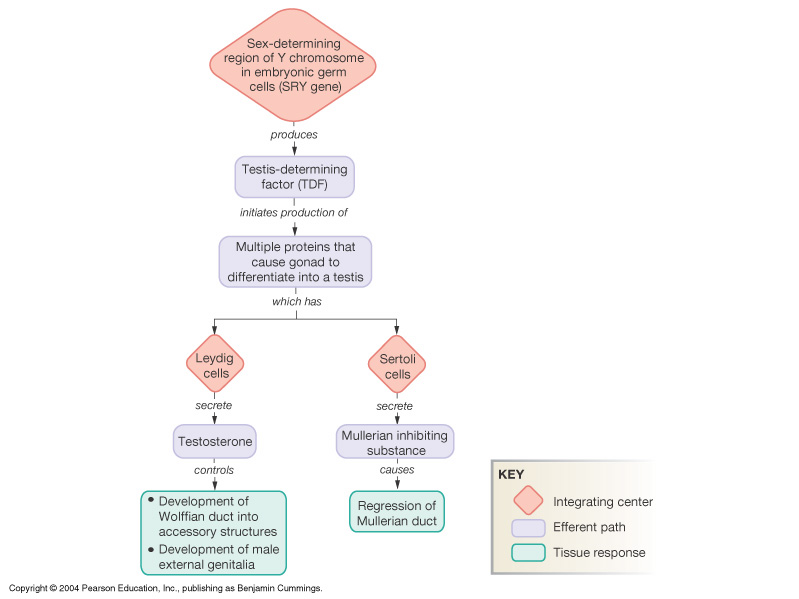 Sex-determining
region of Y chromosome
in embryonic germ
cells (SRY gene)
produces
Testis-determining
factor (TDF)
initiates production of
Multiple proteins that
cause gonad to
differentiate into a testis
which has
Leydig
cells
secrete
Testosterone
controls
• Development of
Wolffian duct into
accessory structures
• Development of male
external genitalia
Sertoli
cells
secrete
Mullerian inhibiting
substance
causes
Regression of
Mullerian duct
KEY
Integrating center
Efferent path
Tissue response
Copyright © 2004 Pearson Education, Inc., publishing as Benjamin Cummings.